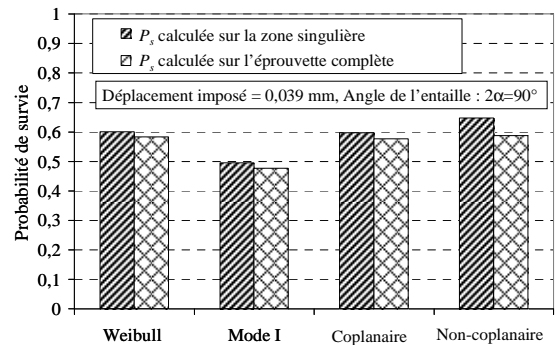 1
0,9
0,8
0,7
0,6
0,5
0,4
0,3
0,2
0,1
0
Probabilité de survie
Ps calculée sur la zone singulière
Ps calculée sur l'éprouvette complète
Déplacement imposé = 0,039 mm, Angle de l'entaille : 2α=90°
Weibull Mode I Coplanaire Non-coplanaire